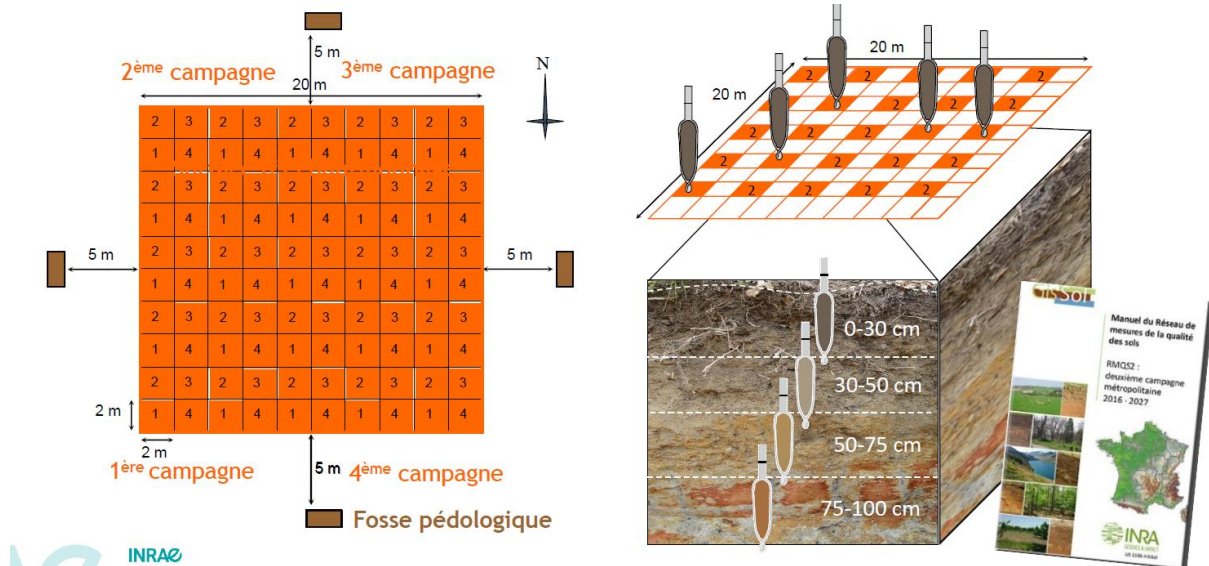 5 m
2ème campagne
3ème campagne
20 m
N
2 3 2 3 2 3 2 3 2 3
1 4 1 4 1 4 1 4 1 4
2 3 2 3 2 3 2 3 2 3
1 4 1 4 1 4 1 4 1 4
2 3 2 3 2 3 2 3 2 3
1 4 1 4 1 4 1 4 1 4
2 3 2 3 2 3 2 3 2 3
1 4 1 4 1 4 1 4 1 4
2 3 2 3 2 3 2 3 2 3
1 4 1 4 1 4 1 4 1 4
5 m
5 m
2 m
2 m
1ère campagne
5 m
4ème campagne
Fosse pédologique
INRAE
20 m
20 m
2 2 2 2
2 2 2
2 2 2 2
2 2 2 2 2
2 2 2 2
0-30 cm
30-50 cm
50-75 cm
75-100 cm
Gis Sol
Manuel du Réseau de
mesures de la qualité
des sols
RMQS2 :
deuxième campagne
métropolitaine
2016 - 2027
INRA
SCIENCE & IMPACT